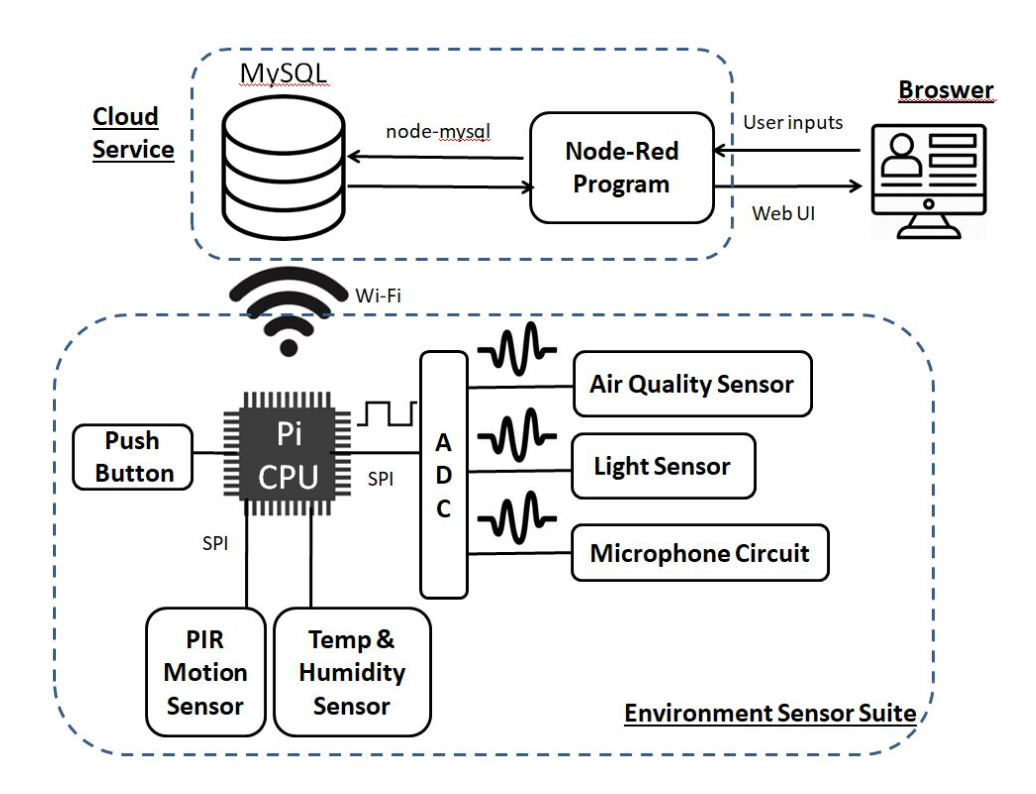 MySQL
Cloud
Service
node-mysql
Node-Red
Program
User inputs
Web UI
Broswer
Wi-Fi
Push
Button
Pi
CPU
SPI
A
D
C
Air Quality Sensor
Light Sensor
Microphone Circuit
SPI
PIR
Motion
Sensor
Temp &
Humidity
Sensor
Environment Sensor Suite